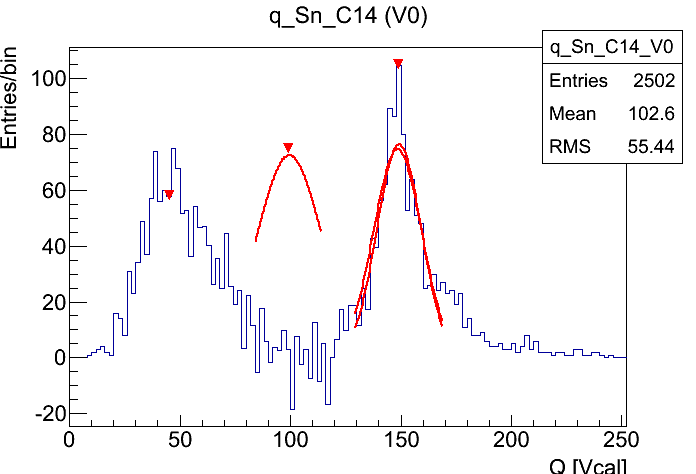 q_Sn_C14 (V0)
Entries/bin
q_Sn_C14_V0
Entries 2502
Mean 102.6
RMS 55.44
100
80
60
40
20
0
-20
0 50 100 150 200 250
Q [Vcal]